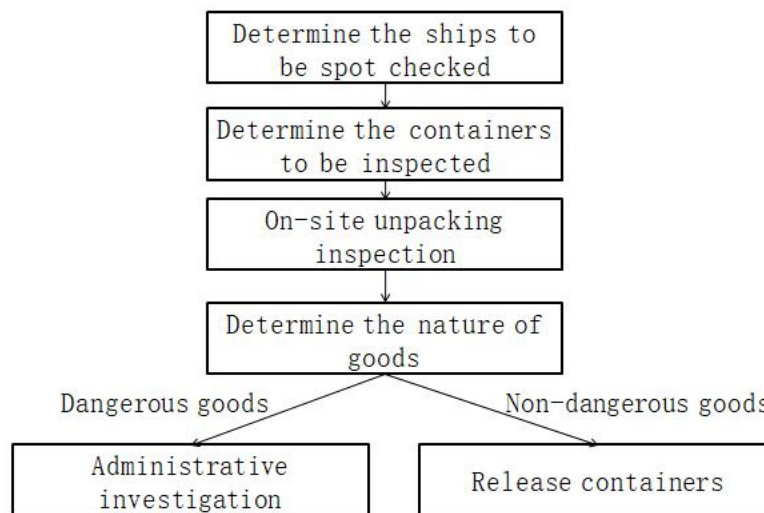 Determine the ships to
be spot checked
Determine the containers
to be inspected
On-site unpacking
inspection
Determine the nature of
goods
Dangerous goods
Non-dangerous goods
Administrative
investigation
Release containers